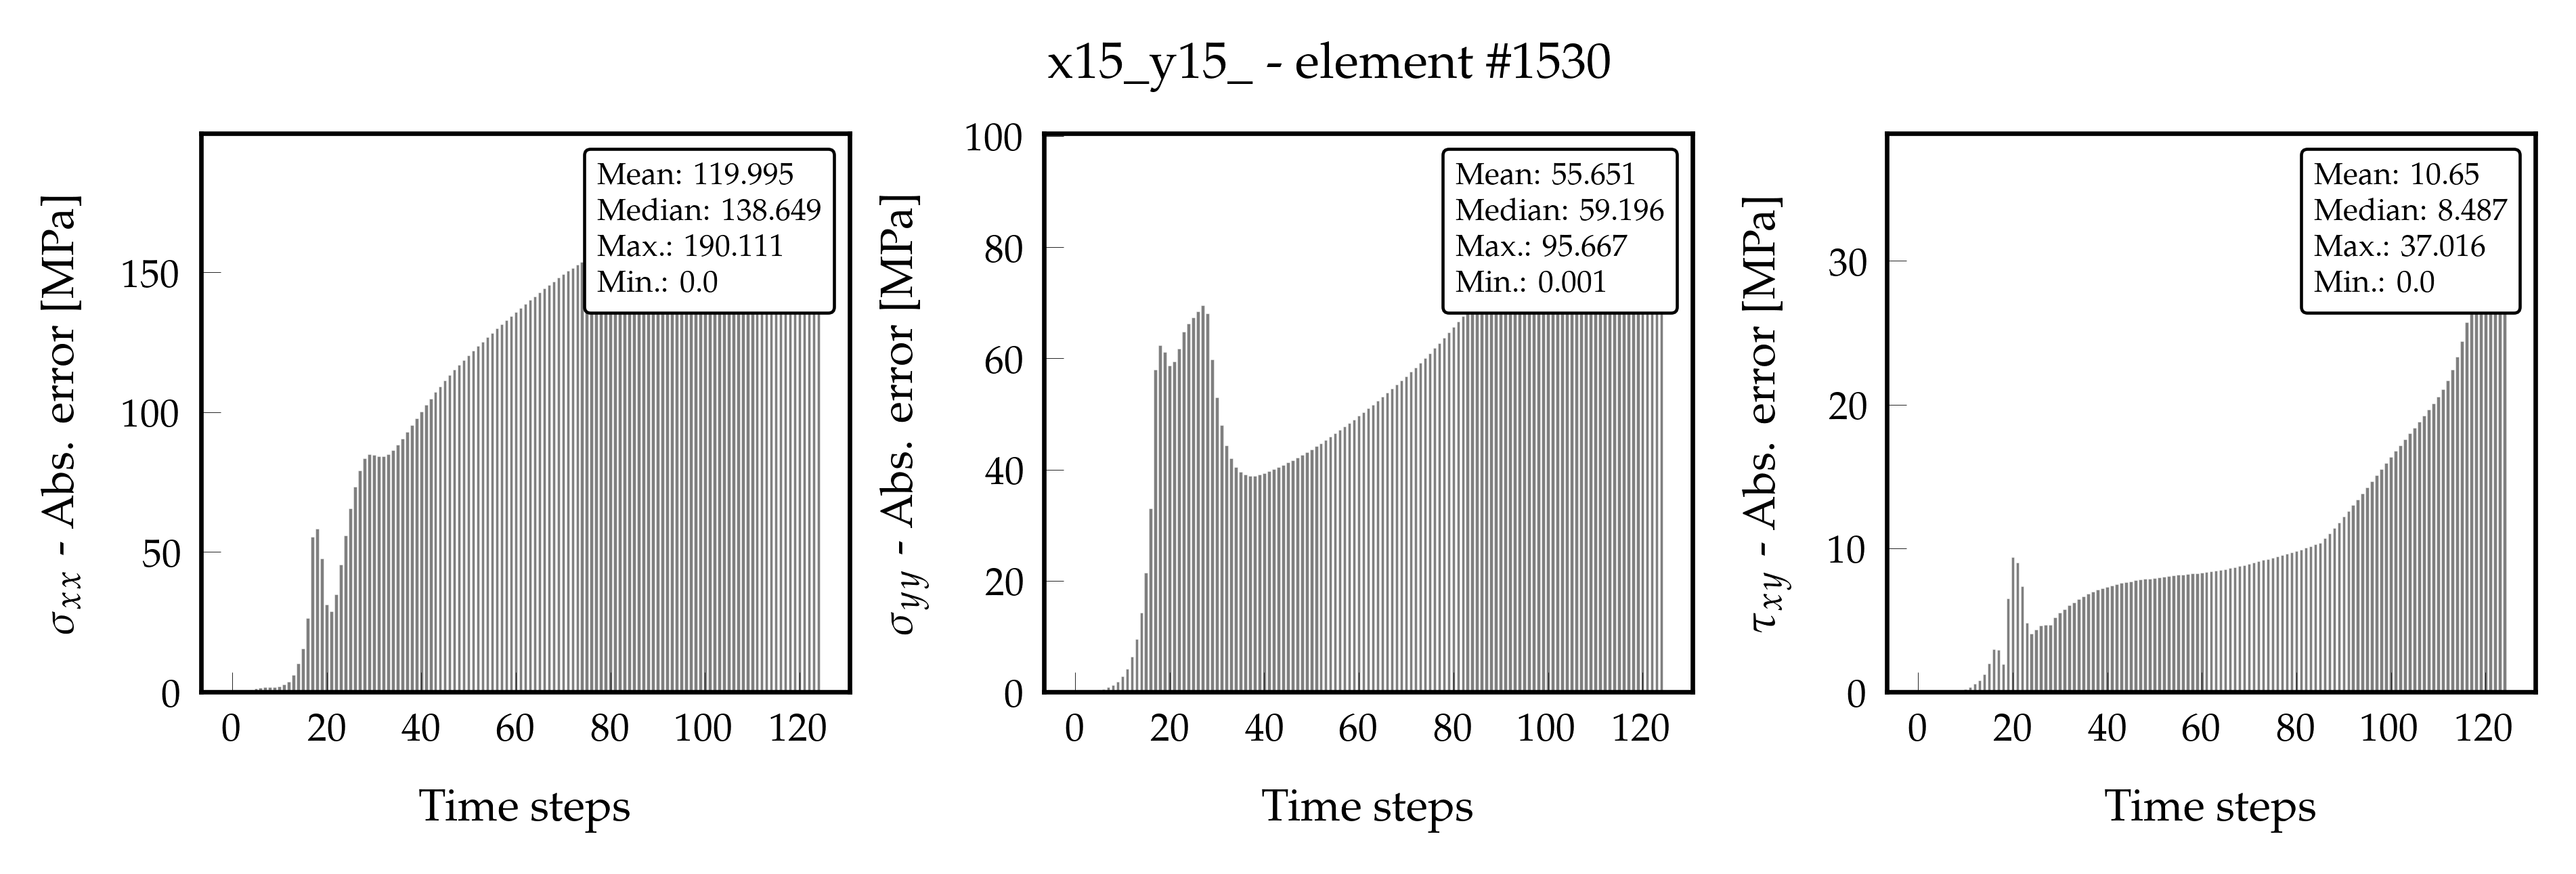 x15_y15_ - element #1530
σxx - Abs. error [MPa]
150
100
50
0
Mean: 119.995
Median: 138.649
Max.: 190.111
Min.: 0.0
0 20 40 60 80 100 120
Time steps
σyy - Abs. error [MPa]
100
80
60
40
20
0
Mean: 55.651
Median: 59.196
Max.: 95.667
Min.: 0.001
0 20 40 60 80 100 120
Time steps
τxy - Abs. error [MPa]
30
20
10
0
Mean: 10.65
Median: 8.487
Max.: 37.016
Min.: 0.0
0 20 40 60 80 100 120
Time steps